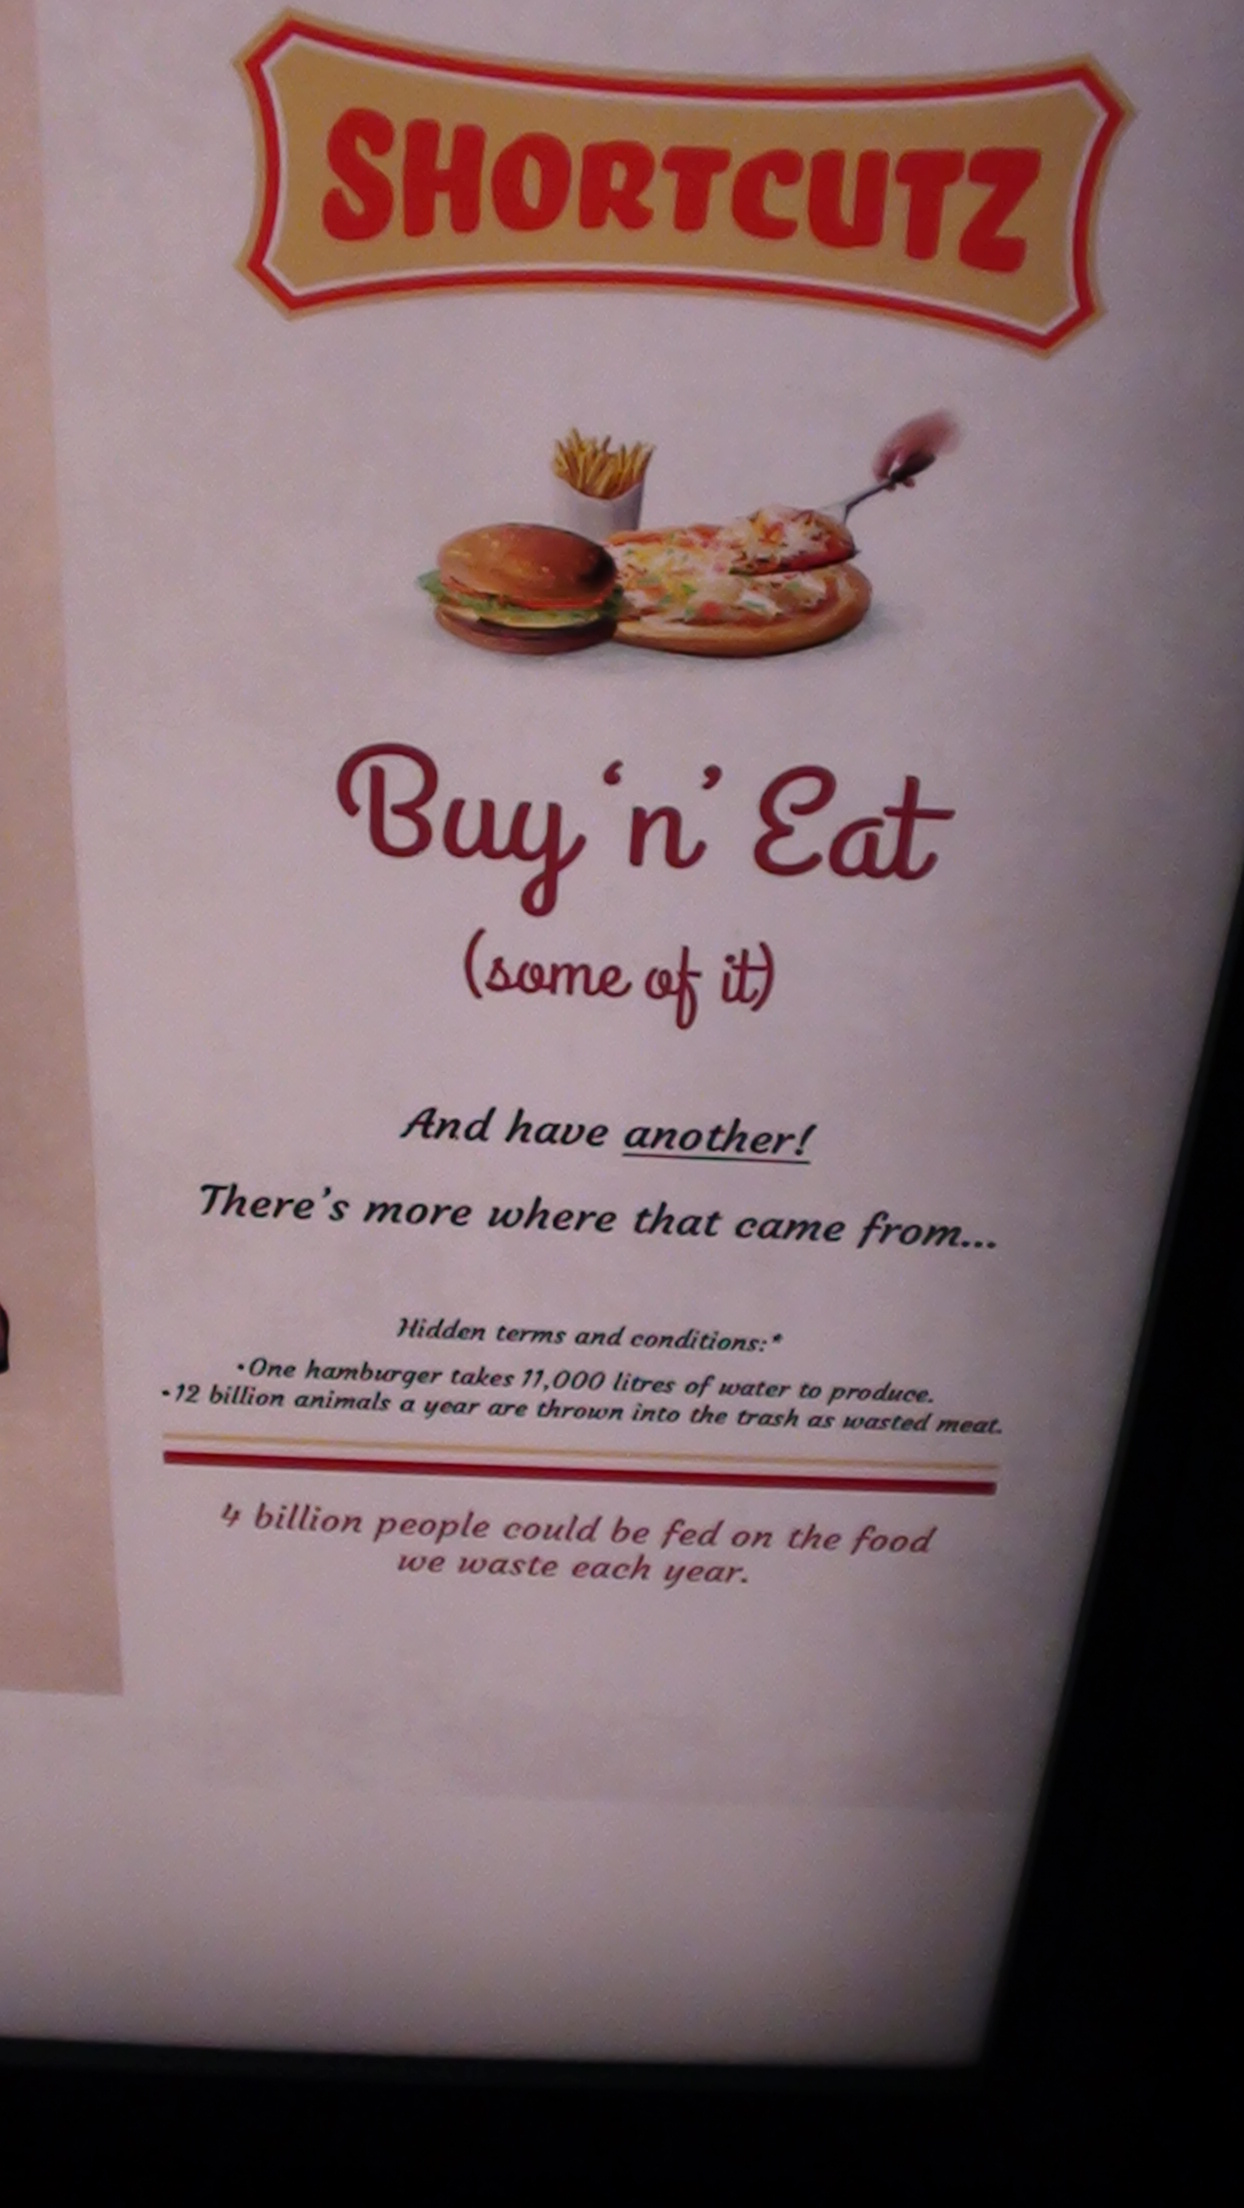 SHORTCUTZ
Buy ‘n’ Eat
(some of it)
And have another!
There’s more where that came from...
Hidden terms and conditions:*
•One hamburger takes 11,000 litres of water to produce.
•12 billion animals a year are thrown into the trash as wasted meat.
4 billion people could be fed on the food
we waste each year.